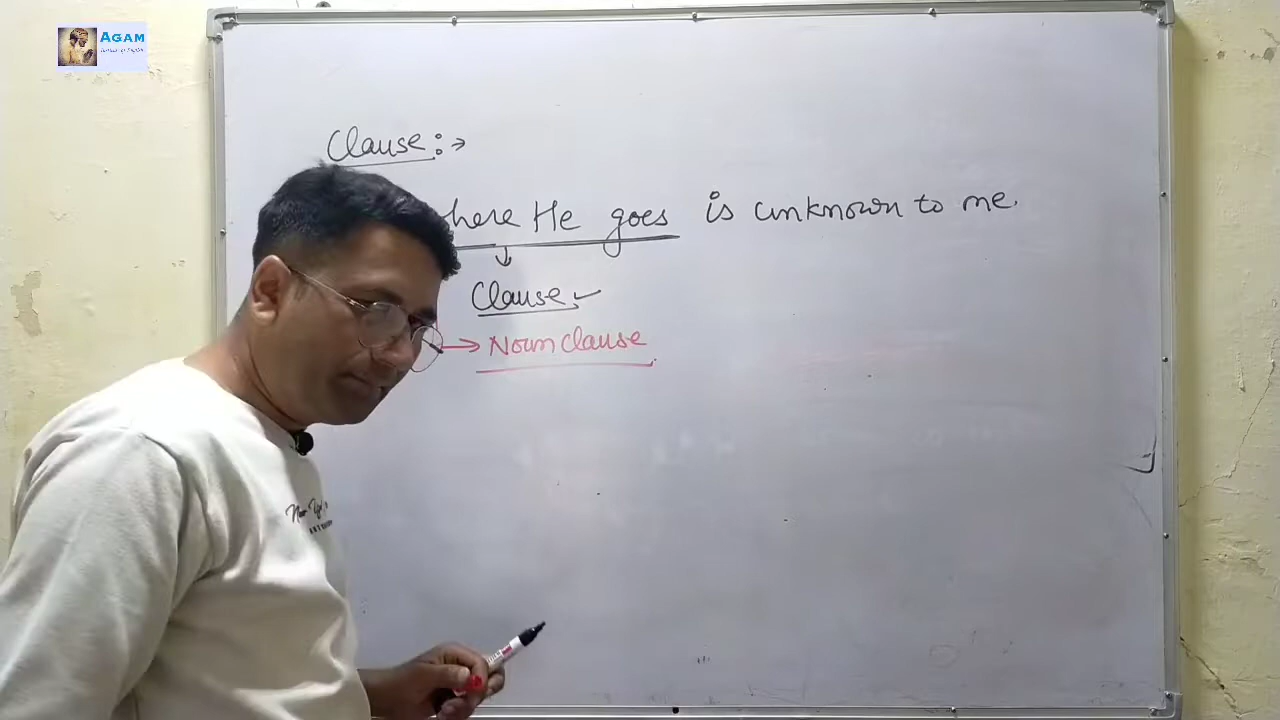 AGAM
Clause:→
here He goes is unknown to me.
Clause
→ Noun Clause